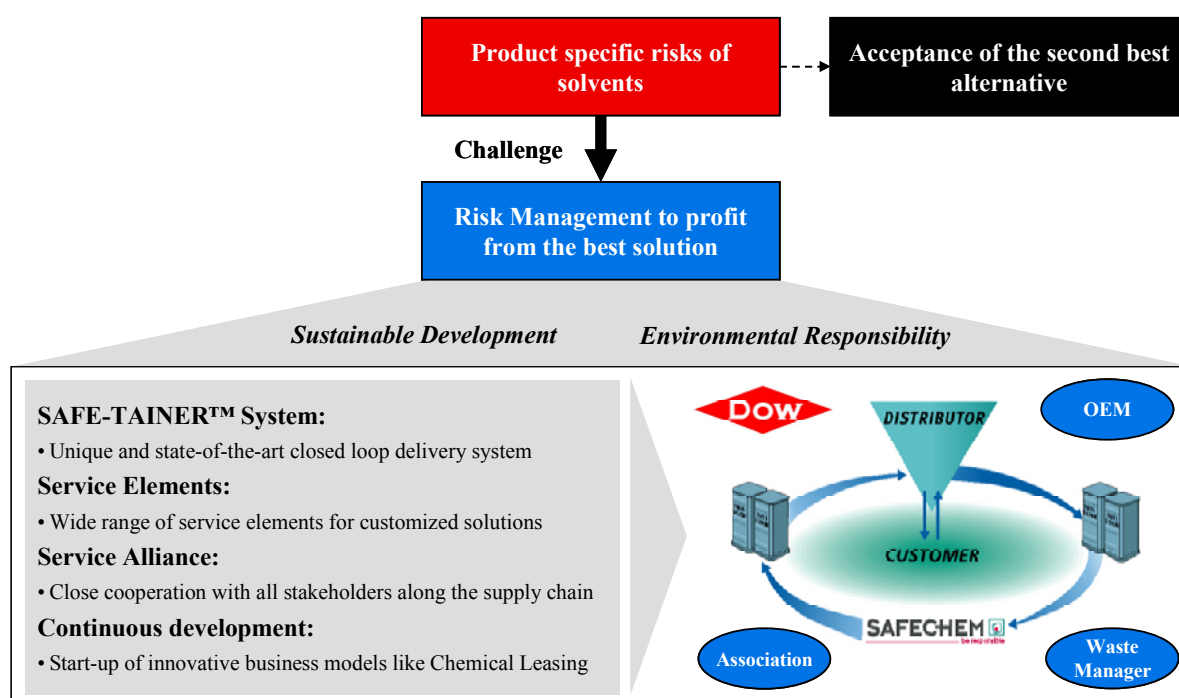 Product specific risks of
solvents
Acceptance of the second best
alternative
Challenge
Risk Management to profit
from the best solution
Sustainable Development
Environmental Responsibility
SAFE-TAINER™ System:
• Unique and state-of-the-art closed loop delivery system
Service Elements:
• Wide range of service elements for customized solutions
Service Alliance:
• Close cooperation with all stakeholders along the supply chain
Continuous development:
• Start-up of innovative business models like Chemical Leasing
Dow
DISTRIBUTOR
OEM
CUSTOMER
SAFECHEM
be responsible
Association
Waste
Manager